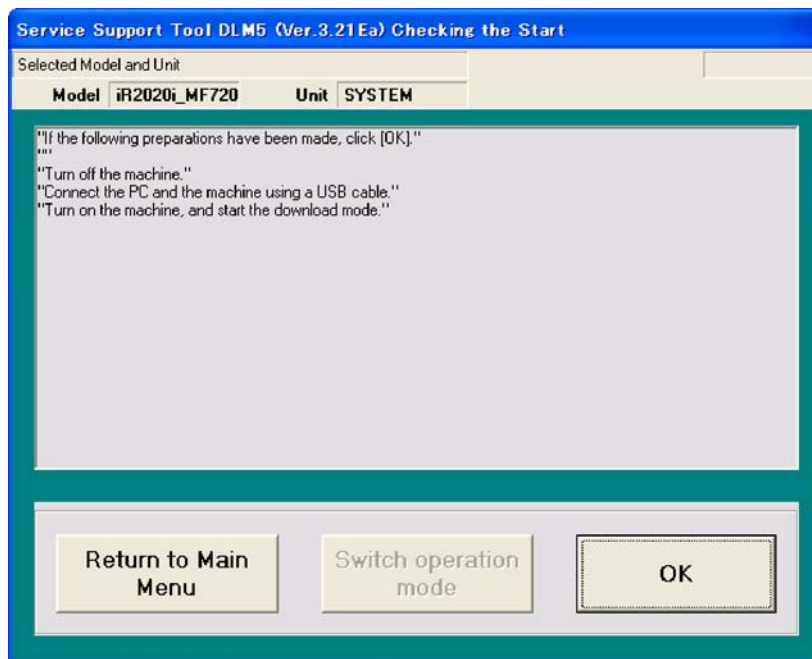 Service Support Tool DLM5 (Ver.3.21Ea) Checking the Start
Selected Model and Unit
Model iR2020i_MF720 Unit SYSTEM
"If the following preparations have been made, click [OK]."
""
"Turn off the machine."
"Connect the PC and the machine using a USB cable."
"Turn on the machine, and start the download mode."
Return to Main
Menu
Switch operation
mode
OK